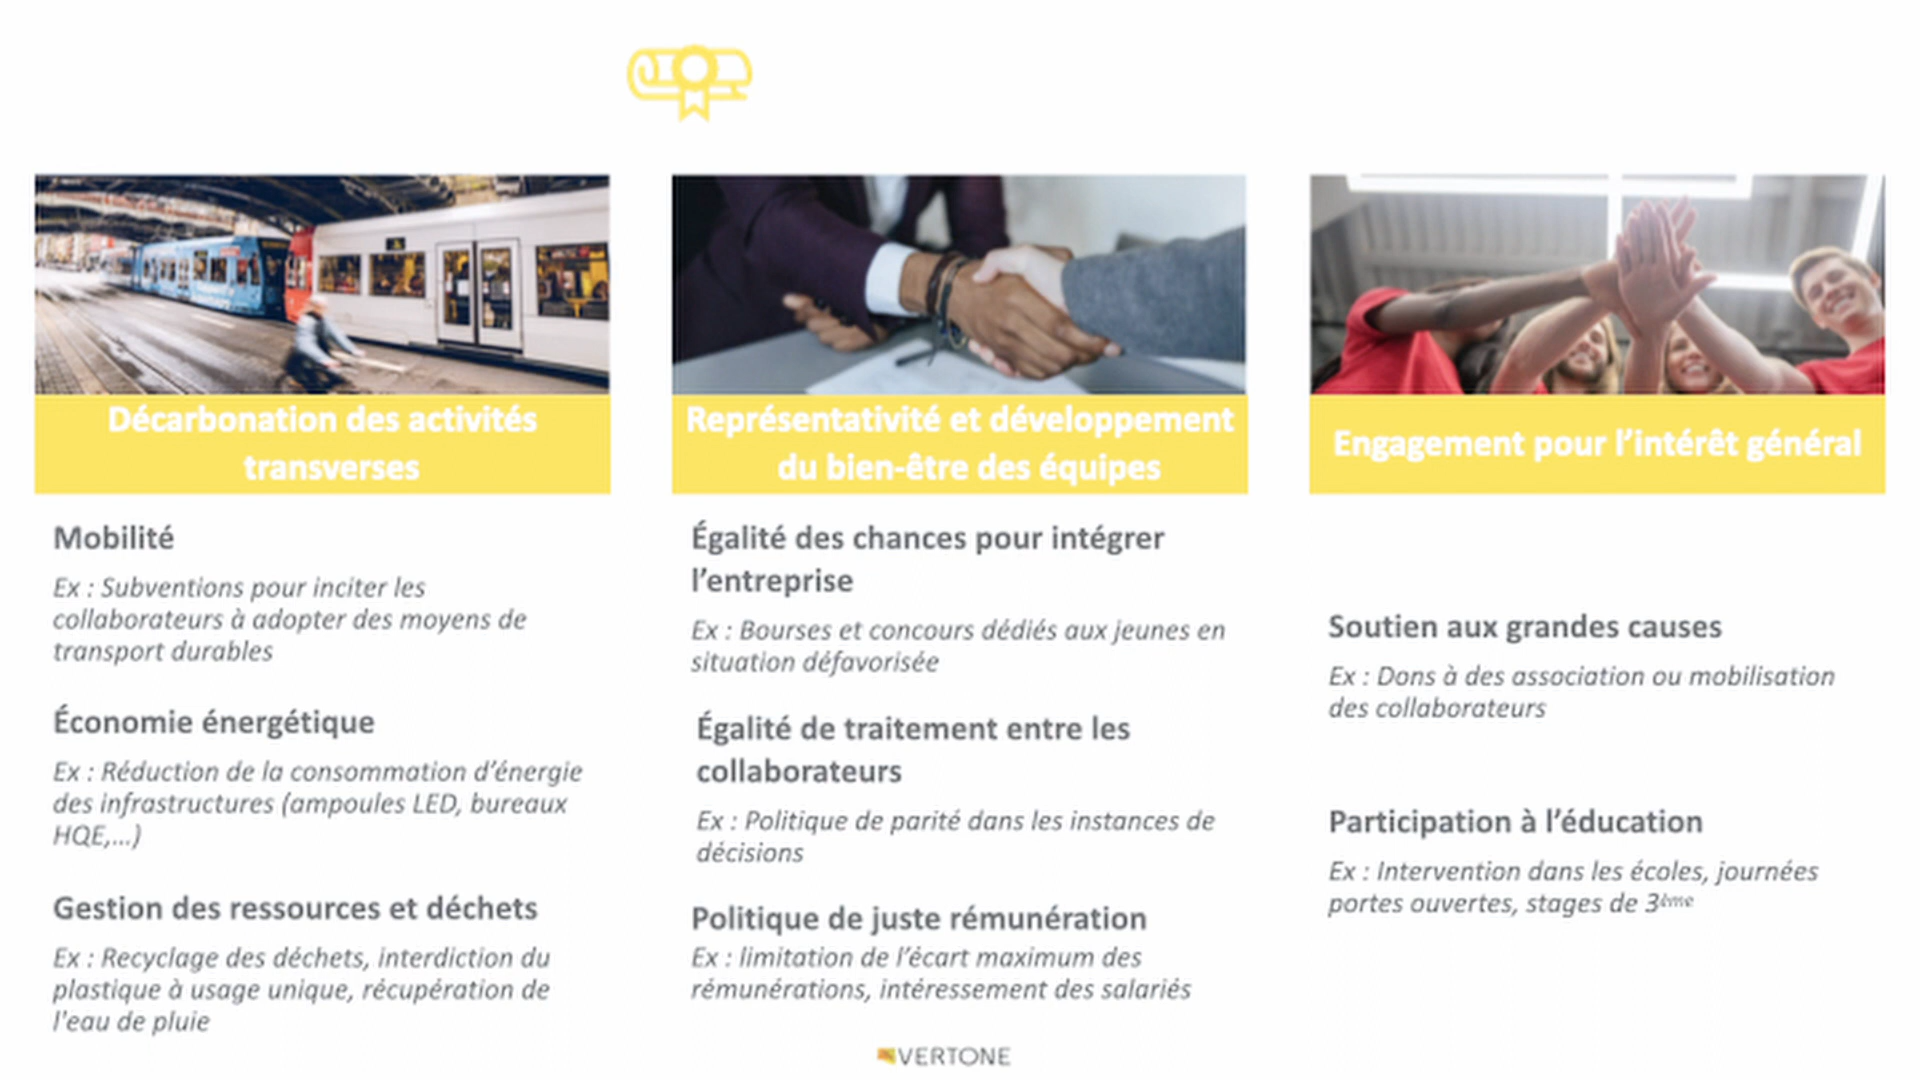 Décarbonation des activités
transverses
Mobilité
Ex : Subventions pour inciter les
collaborateurs à adopter des moyens de
transport durables
Économie énergétique
Ex : Réduction de la consommation d’énergie
des infrastructures (ampoules LED, bureaux
HQE,...)
Gestion des ressources et déchets
Ex : Recyclage des déchets, interdiction du
plastique à usage unique, récupération de
l'eau de pluie
Représentativité et développement
du bien-être des équipes
Égalité des chances pour intégrer
l’entreprise
Ex : Bourses et concours dédiés aux jeunes en
situation défavorisée
Égalité de traitement entre les
collaborateurs
Ex : Politique de parité dans les instances de
décisions
Politique de juste rémunération
Ex : limitation de l’écart maximum des
rémunérations, intéressement des salariés
Engagement pour l’intérêt général
Soutien aux grandes causes
Ex : Dons à des association ou mobilisation
des collaborateurs
Participation à l’éducation
Ex : Intervention dans les écoles, journées
portes ouvertes, stages de 3ème
VERTONE